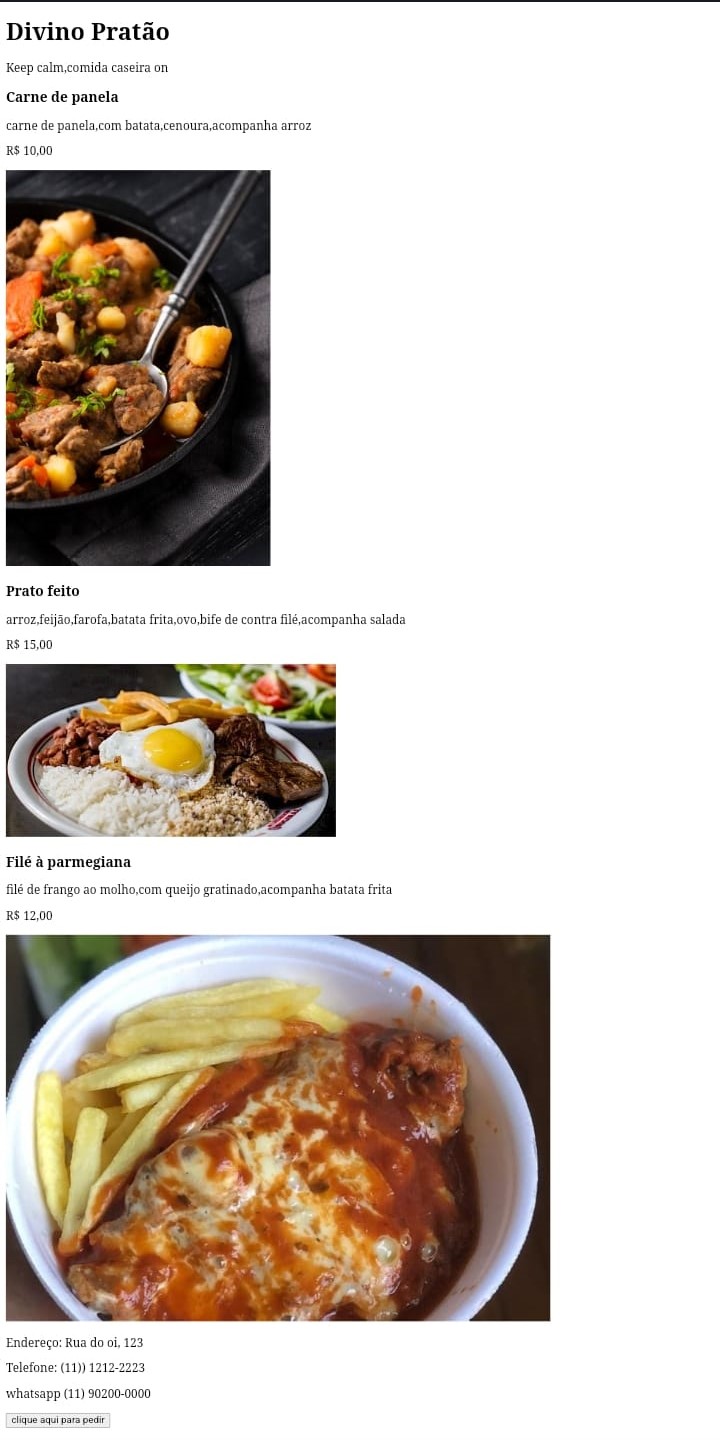 Divino Pratão
Keep calm,comida caseira on
Carne de panela
carne de panela,com batata,cenoura,acompanha arroz
R$ 10,00
Prato feito
arroz,feijão,farofa,batata frita,ovo,bife de contra filé,acompanha salada
R$ 15,00
Filé à parmegiana
filé de frango ao molho,com queijo gratinado,acompanha batata frita
R$ 12,00
Endereço: Rua do oi, 123
Telefone: (11)) 1212-2223
whatsapp (11) 90200-0000
clique aqui para pedir